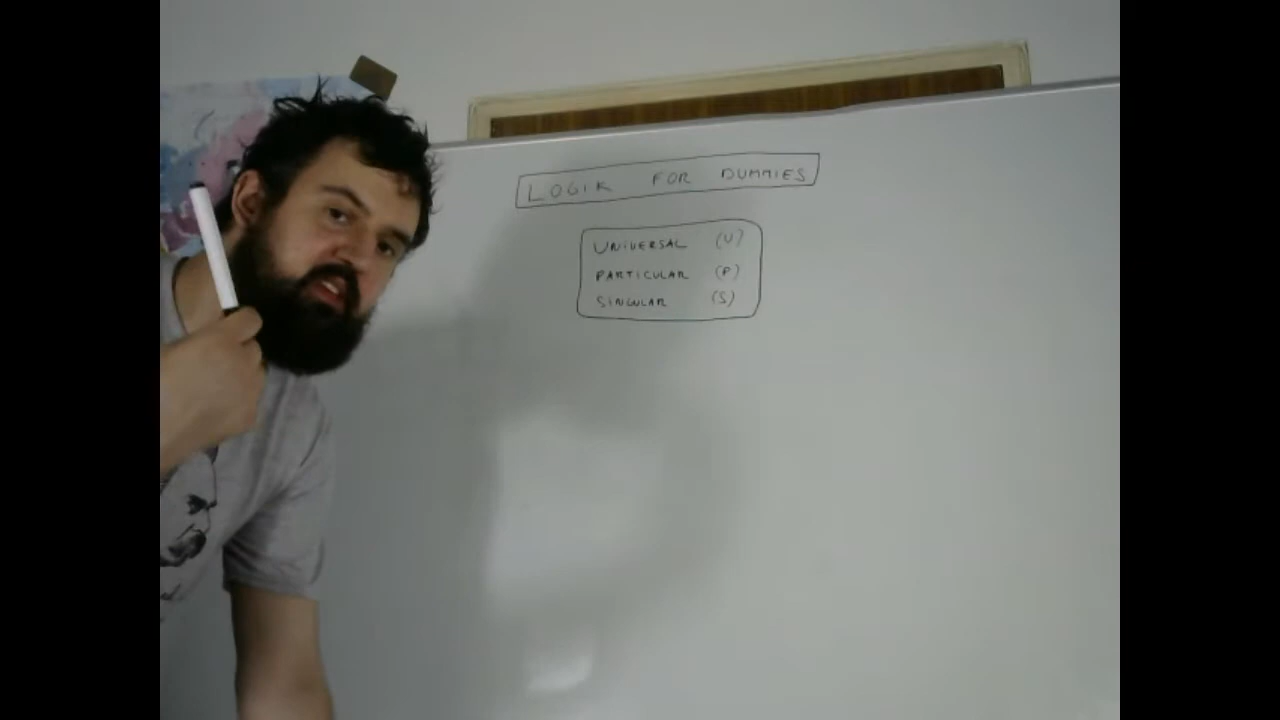 LOGIK FOR DUMMIES
UNIVERSAL (U)
PARTICULAR (P)
SINGULAR (S)